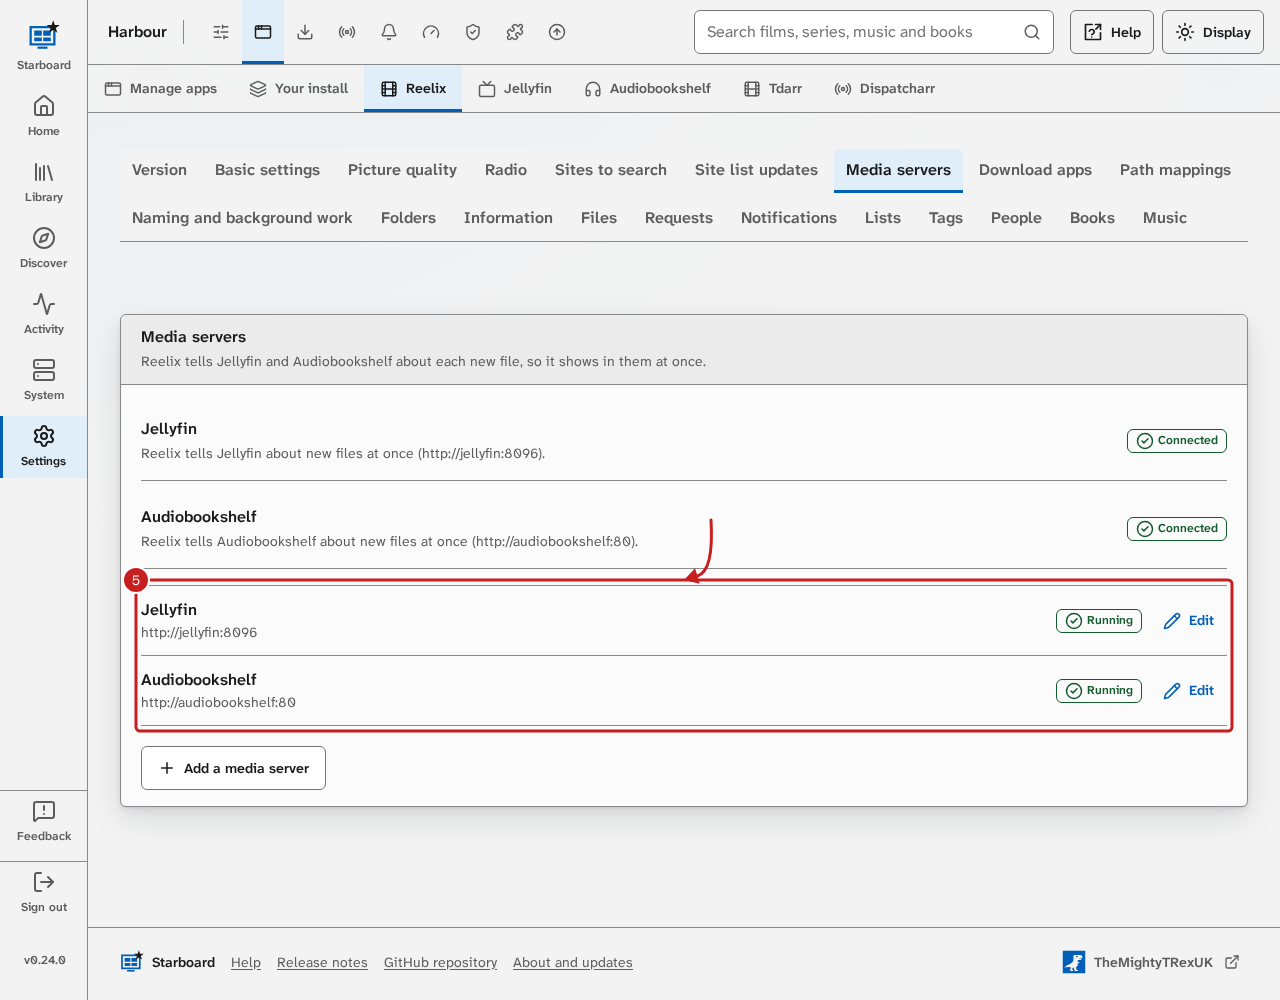 Starboard
Home
Library
Discover
Activity
System
Settings
Feedback
Sign out
v0.24.0
Harbour
Search films, series, music and books
Help
Display
Manage apps
Your install
Reelix
Jellyfin
Audiobookshelf
Tdarr
Dispatcharr
Version
Basic settings
Picture quality
Radio
Sites to search
Site list updates
Media servers
Download apps
Path mappings
Naming and background work
Folders
Information
Files
Requests
Notifications
Lists
Tags
People
Books
Music
Media servers
Reelix tells Jellyfin and Audiobookshelf about each new file, so it shows in them at once.
Jellyfin
Reelix tells Jellyfin about new files at once (http://jellyfin:8096).
Connected
Audiobookshelf
Reelix tells Audiobookshelf about new files at once (http://audiobookshelf:80).
Connected
5
Jellyfin
http://jellyfin:8096
Running
Edit
Audiobookshelf
http://audiobookshelf:80
Running
Edit
Add a media server
Starboard
Help
Release notes
GitHub repository
About and updates
TheMightyTRexUK